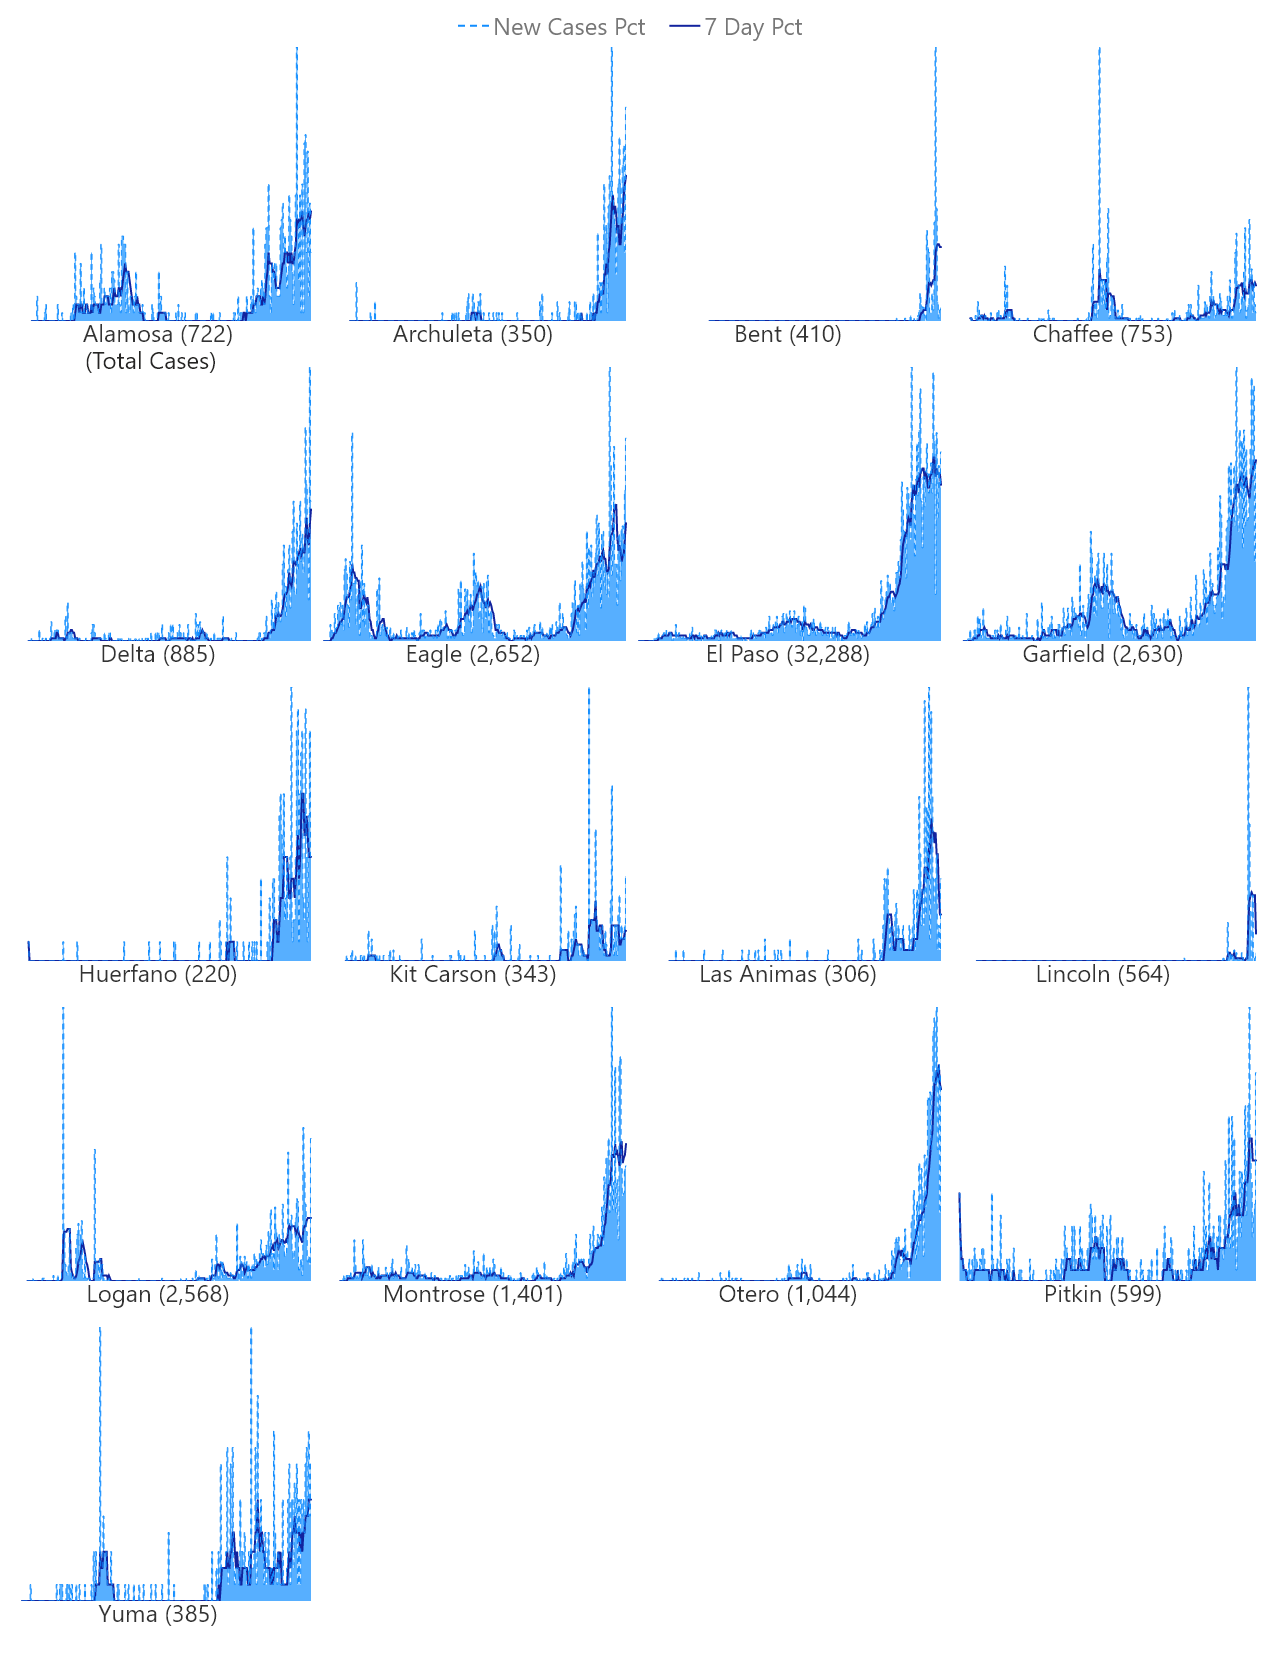 New Cases Pct 7 Day Pct
Alamosa (722)
(Total Cases)
Archuleta (350)
Bent (410)
Chaffee (753)
Delta (885)
Eagle (2,652)
El Paso (32,288)
Garfield (2,630)
Huerfano (220)
Kit Carson (343)
Las Animas (306)
Lincoln (564)
Logan (2,568)
Montrose (1,401)
Otero (1,044)
Pitkin (599)
Yuma (385)